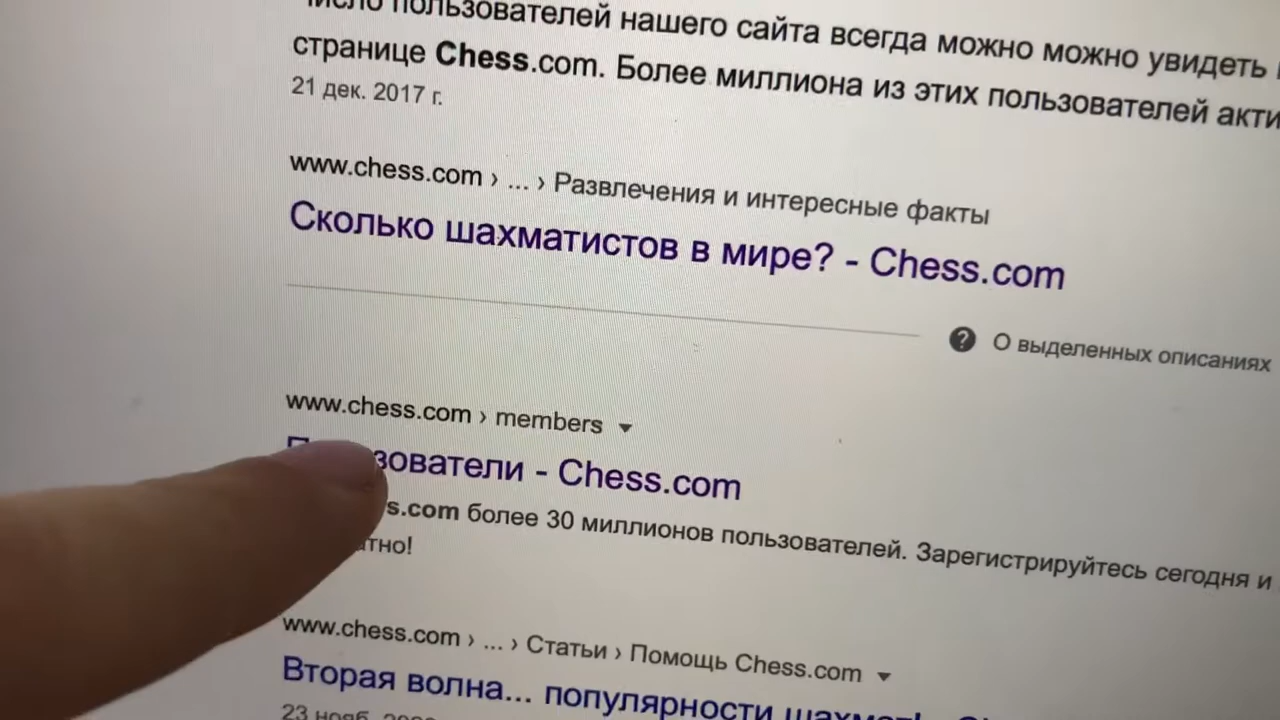 число пользователей нашего сайта всегда можно можно увидеть
странице Chess.com. Более миллиона из этих пользователей акти
21 дек. 2017 г.
www.chess.com › ... › Развлечения и интересные факты
Сколько шахматистов в мире? - Chess.com
? О выделенных описаниях
www.chess.com › members
зователи - Chess.com
s.com более 30 миллионов пользователей. Зарегистрируйтесь сегодня и
атно!
www.chess.com › ... › Статьи › Помощь Chess.com
Вторая волна... популярности шахмат!
23 нояб.